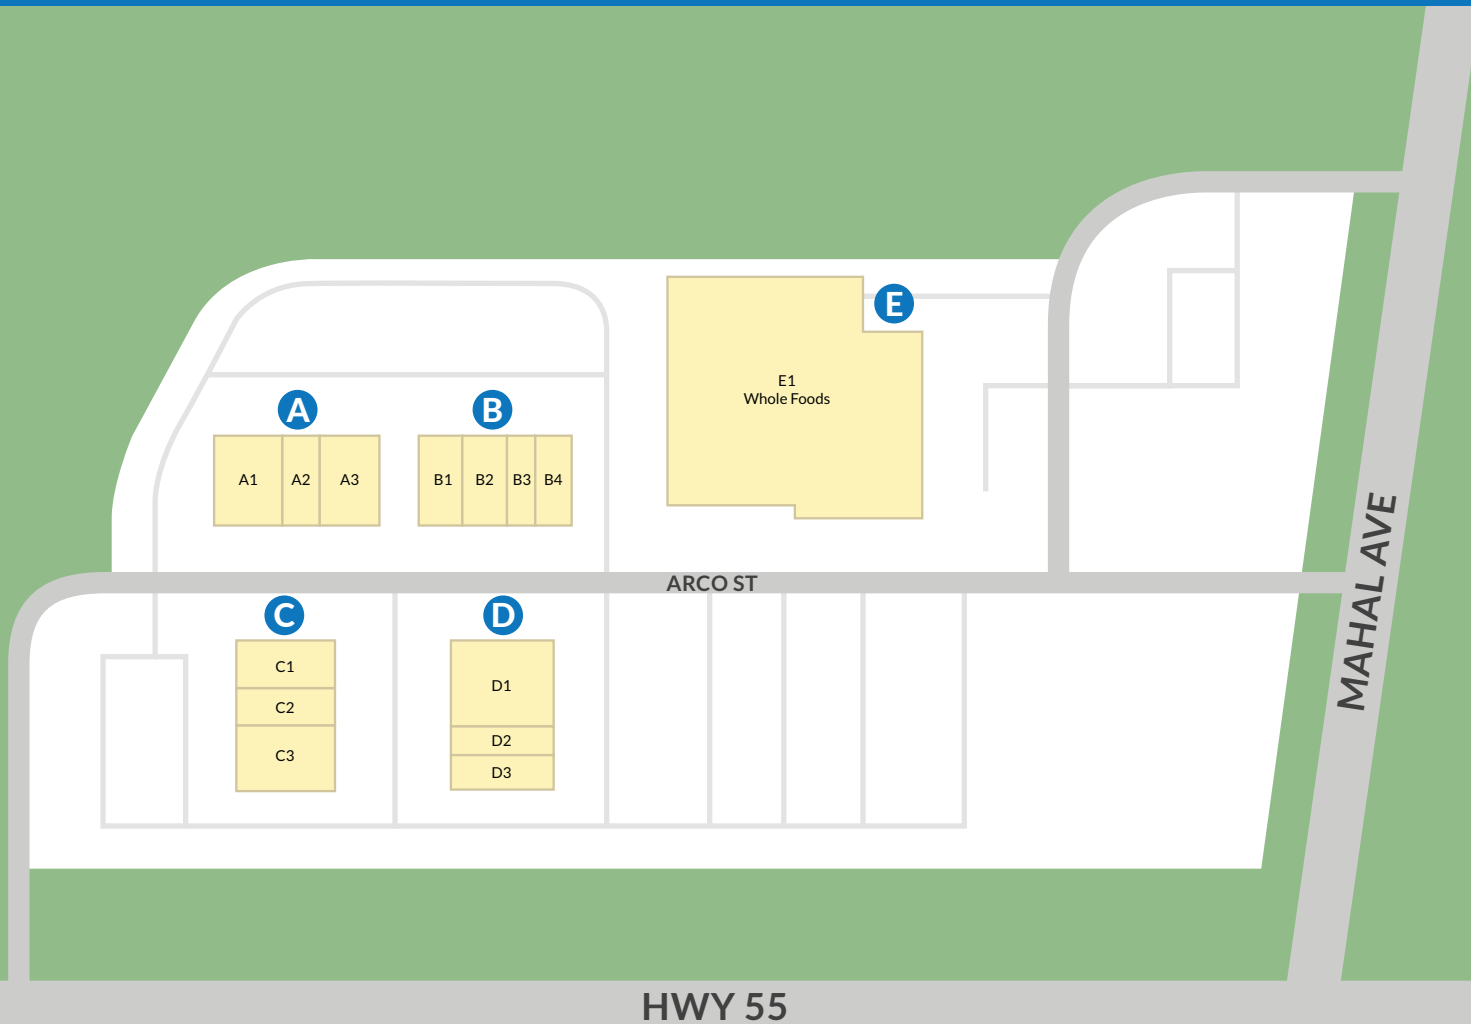 E
E1
Whole Foods
A
B
A1
A2
A3
B1
B2
B3
B4
MAHAL AVE
ARCO ST
C
D
C1
C2
C3
D1
D2
D3
HWY 55